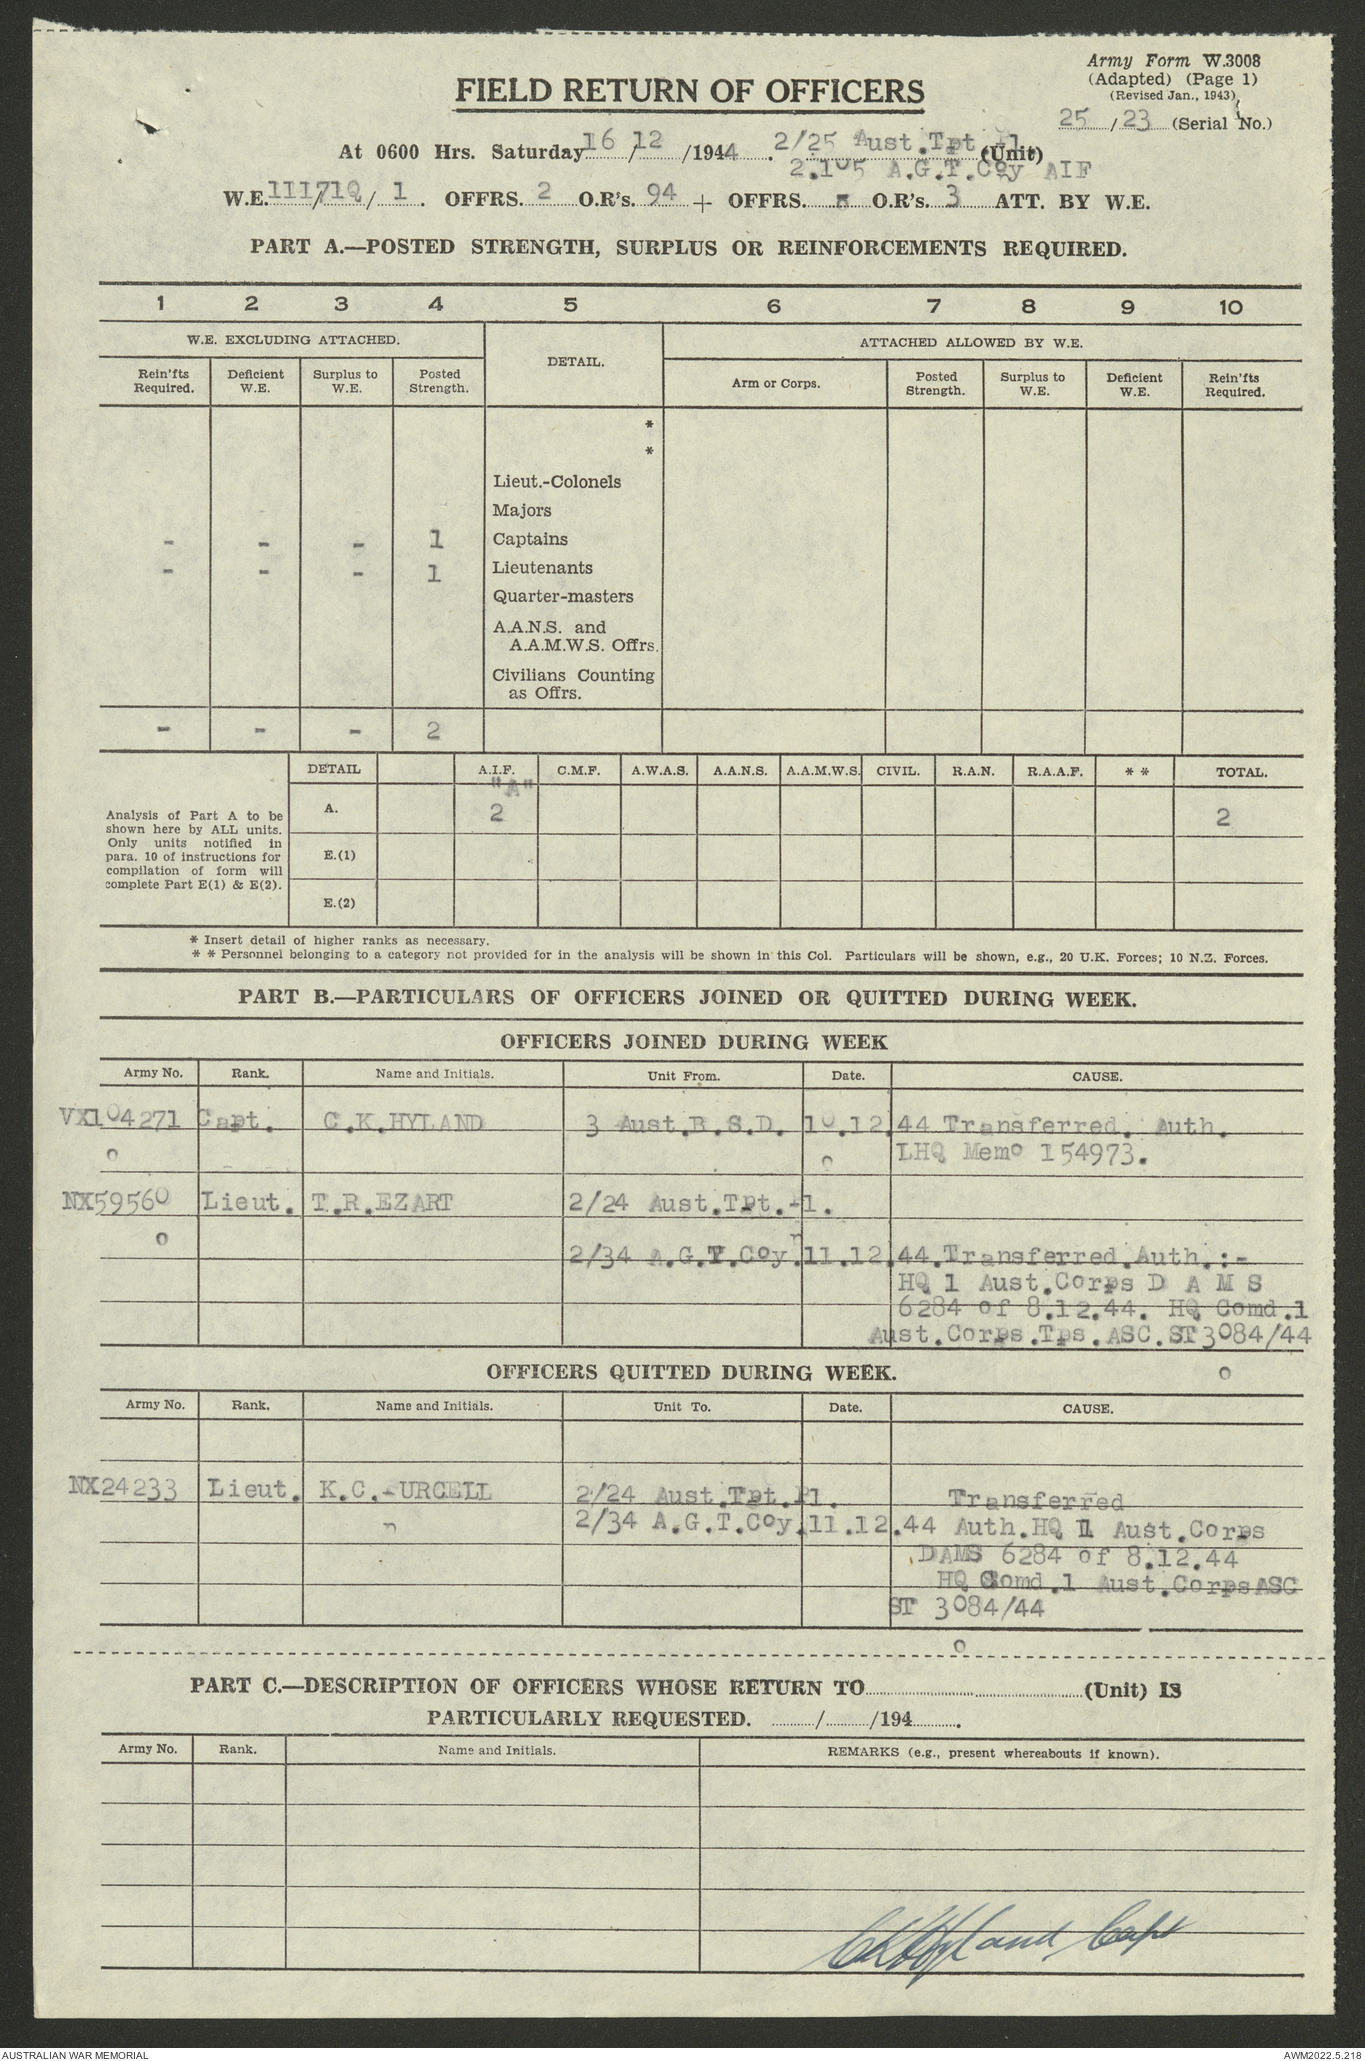 Army Form W.3008
(Adapted) (Page 1)
(Revised Jan., 1943)
FIELD RETURN OF OFFICERS
25/23 (Serial No.)
At 0600 Hrs. Saturday 16/12/1944. 2/25 Aust.Tpt Pl. (Unit)
2.105 A.G.T.Coy AIF
W.E. 111/71Q/ 1 . OFFRS. 2 O.R's. 94 + OFFRS. - O.R's. 3 ATT. BY W.E.
PART A.—POSTED STRENGTH, SURPLUS OR REINFORCEMENTS REQUIRED.
1 2 3 4 5 6 7 8 9 10
W.E. EXCLUDING ATTACHED. DETAIL. ATTACHED ALLOWED BY W.E.
Rein'fts Required. Deficient W.E. Surplus to W.E. Posted Strength. Arm or Corps. Posted Strength. Surplus to W.E. Deficient W.E. Rein'fts Required.
*
*
Lieut.-Colonels
Majors
- - - 1 Captains
- - - 1 Lieutenants
Quarter-masters
A.A.N.S. and
A.A.M.W.S. Offrs.
Civilians Counting
as Offrs.
- - - 2
DETAIL A.I.F. C.M.F. A.W.A.S. A.A.N.S. A.A.M.W.S. CIVIL. R.A.N. R.A.A.F. * * TOTAL.
"A"
A. 2 2
E.(1)
E.(2)
Analysis of Part A to be
shown here by ALL units.
Only units notified in
para. 10 of instructions for
compilation of form will
complete Part E(1) & E(2).
* Insert detail of higher ranks as necessary.
* * Personnel belonging to a category not provided for in the analysis will be shown in this Col. Particulars will be shown, e.g., 20 U.K. Forces; 10 N.Z. Forces.
PART B.—PARTICULARS OF OFFICERS JOINED OR QUITTED DURING WEEK.
OFFICERS JOINED DURING WEEK
Army No. Rank. Name and Initials. Unit From. Date. CAUSE.
VX104271 Capt. C.K.HYLAND 3 Aust.B.S.D. 10.12.44 Transferred. Auth.
LHQ Memo 154973.
NX59560 Lieut. T.R.EZART 2/24 Aust.Tpt.Pl.
2/34 A.G.T.Coy. 11.12.44.Transferred.Auth.:-
HQ 1 Aust.Corps D A M S
6284 of 8.12.44. HQ Comd.1
Aust.Corps.Tps.ASC.ST3084/44
OFFICERS QUITTED DURING WEEK.
Army No. Rank. Name and Initials. Unit To. Date. CAUSE.
NX24233 Lieut. K.C.PURCELL 2/24 Aust.Tpt.Pl. Transferred
2/34 A.G.T.Coy.11.12.44 Auth.HQ 1 Aust.Corps
DAMS 6284 of 8.12.44
HQ Comd.1 Aust.CorpsASC
ST 3084/44
PART C.—DESCRIPTION OF OFFICERS WHOSE RETURN TO (Unit) IS
PARTICULARLY REQUESTED. / /194 .
Army No. Rank. Name and Initials. REMARKS (e.g., present whereabouts if known).
CKHyland Capt
AUSTRALIAN WAR MEMORIAL AWM2022.5.218